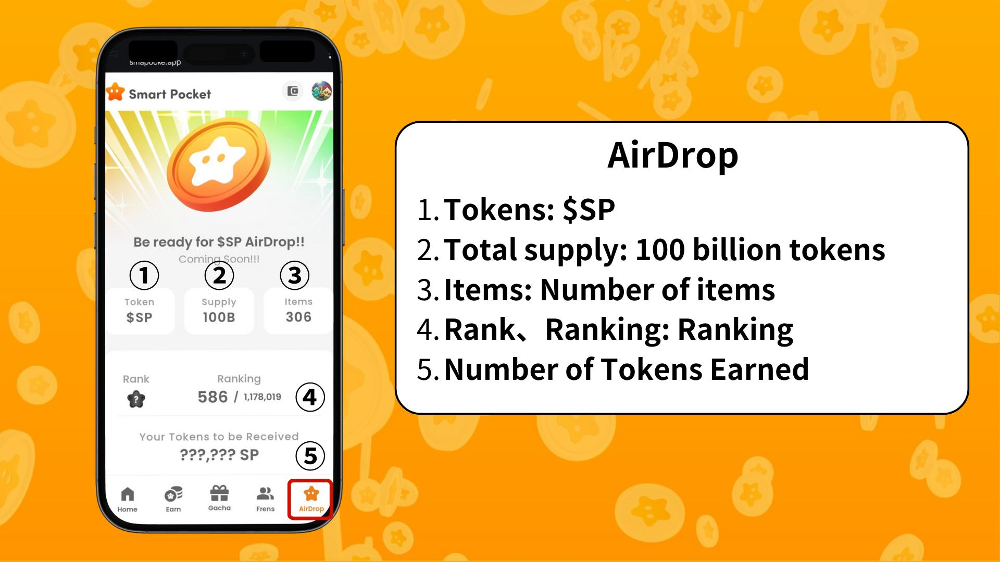 smapocke.app
Smart Pocket
Be ready for $SP AirDrop!!
Coming Soon!!!
① ② ③
Token Supply Items
$SP 100B 306
Rank Ranking
?
586 / 1,178,019 ④
Your Tokens to be Received
???,??? SP ⑤
Home Earn Gacha Frens AirDrop
AirDrop
1. Tokens: $SP
2. Total supply: 100 billion tokens
3. Items: Number of items
4. Rank、 Ranking: Ranking
5. Number of Tokens Earned